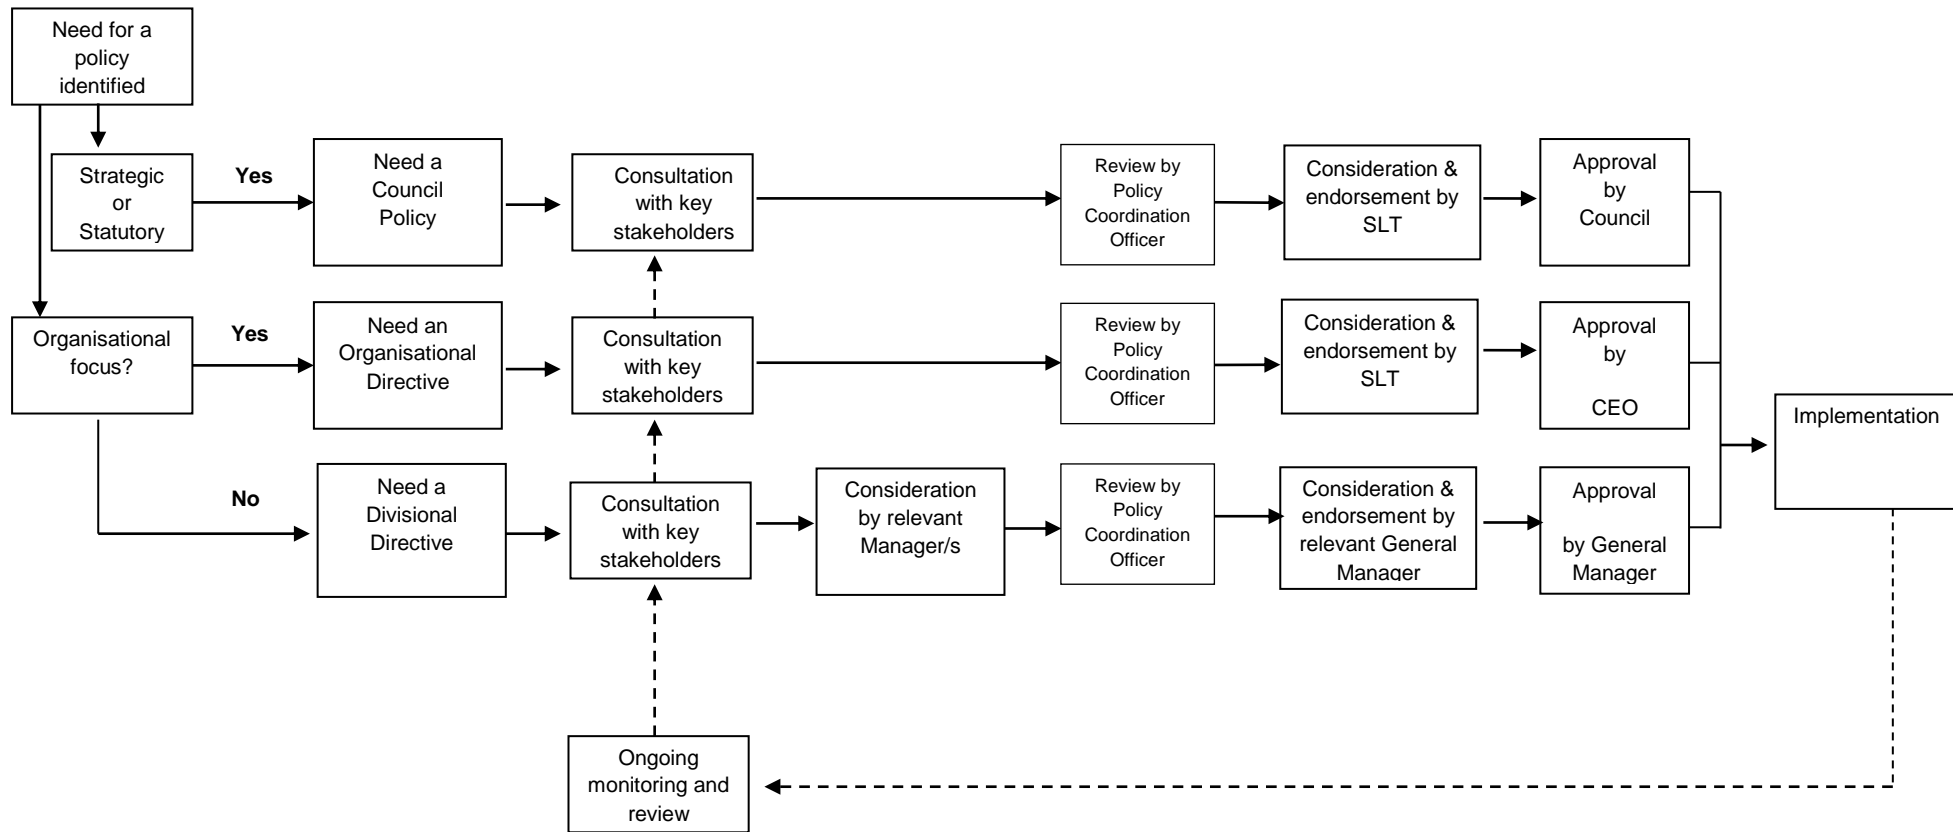 Need for a
policy
identified
Strategic
or
Statutory
Yes
Need a
Council
Policy
Consultation
with key
stakeholders
Review by
Policy
Coordination
Officer
Consideration &
endorsement by
SLT
Approval
by
Council
Organisational
focus?
Yes
Need an
Organisational
Directive
Consultation
with key
stakeholders
Review by
Policy
Coordination
Officer
Consideration &
endorsement by
SLT
Approval
by
CEO
Implementation
No
Need a
Divisional
Directive
Consultation
with key
stakeholders
Consideration
by relevant
Manager/s
Review by
Policy
Coordination
Officer
Consideration &
endorsement by
relevant General
Manager
Approval
by General
Manager
Ongoing
monitoring and
review